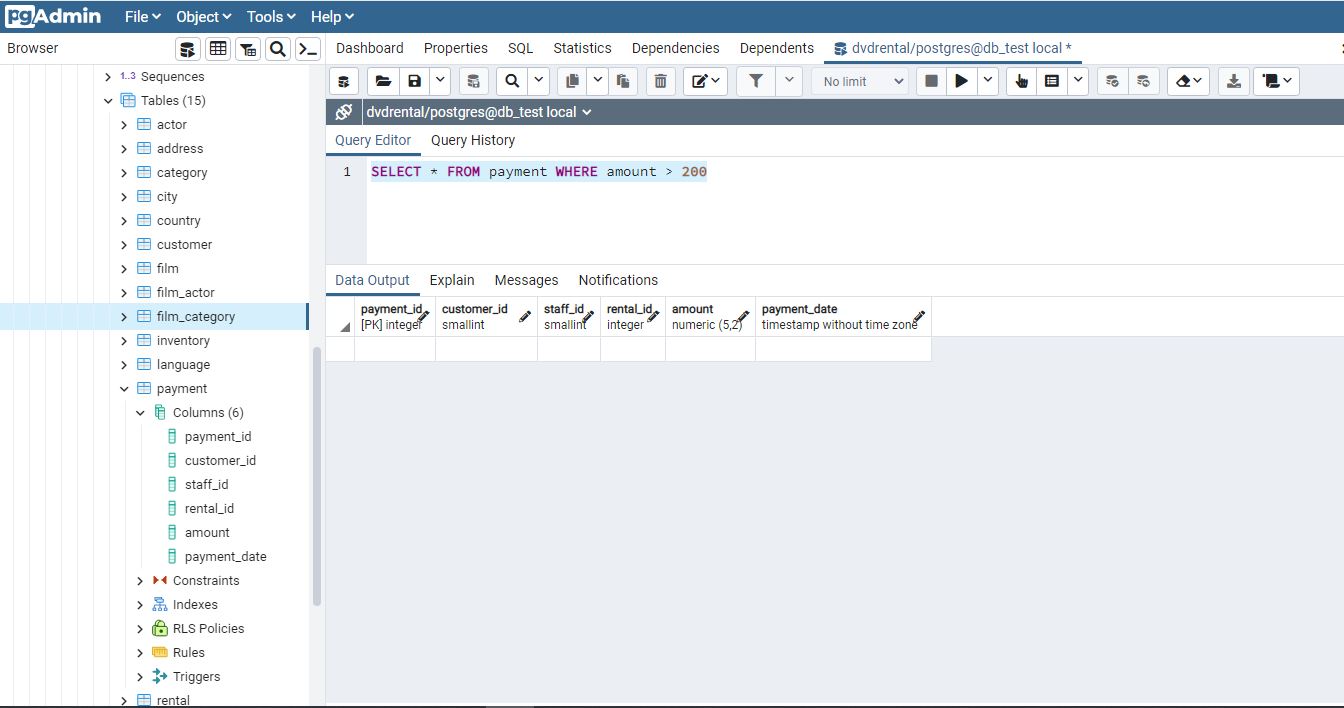 pgAdmin File Object Tools Help
Browser
Dashboard Properties SQL Statistics Dependencies Dependents dvdrental/postgres@db_test local *
No limit
dvdrental/postgres@db_test local
Query Editor Query History
1 SELECT * FROM payment WHERE amount > 200
Data Output Explain Messages Notifications
payment_id customer_id staff_id rental_id amount payment_date
[PK] integer smallint smallint integer numeric (5,2) timestamp without time zone
1..3 Sequences
Tables (15)
actor
address
category
city
country
customer
film
film_actor
film_category
inventory
language
payment
Columns (6)
payment_id
customer_id
staff_id
rental_id
amount
payment_date
Constraints
Indexes
RLS Policies
Rules
Triggers
rental